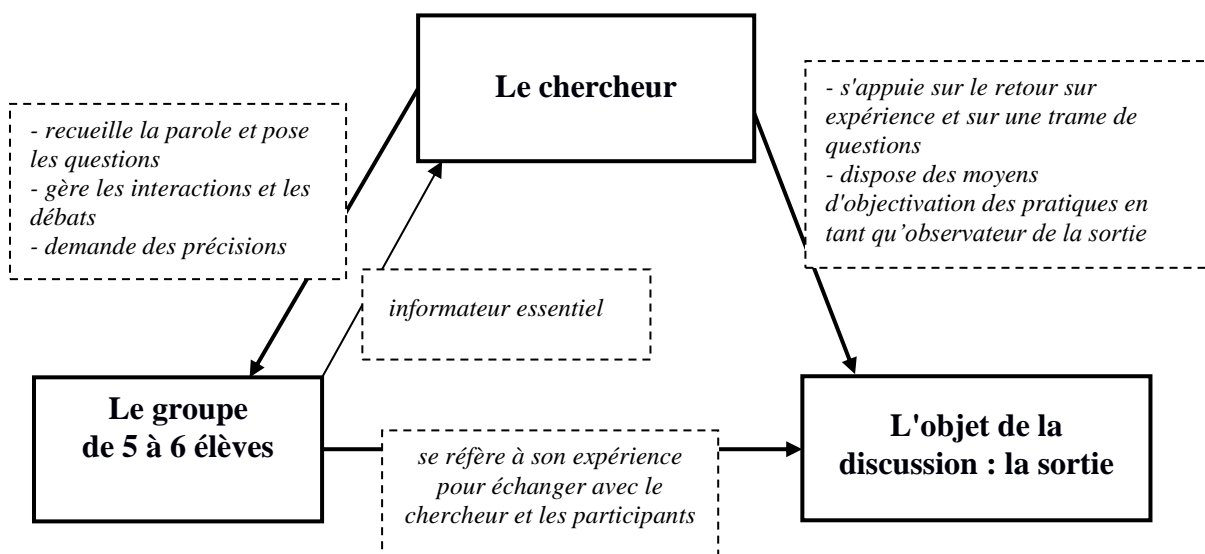 Le chercheur
- recueille la parole et pose
les questions
- gère les interactions et les
débats
- demande des précisions
- s'appuie sur le retour sur
expérience et sur une trame de
questions
- dispose des moyens
d'objectivation des pratiques en
tant qu’observateur de la sortie
informateur essentiel
Le groupe
de 5 à 6 élèves
se réfère à son expérience
pour échanger avec le
chercheur et les participants
L'objet de la
discussion : la sortie